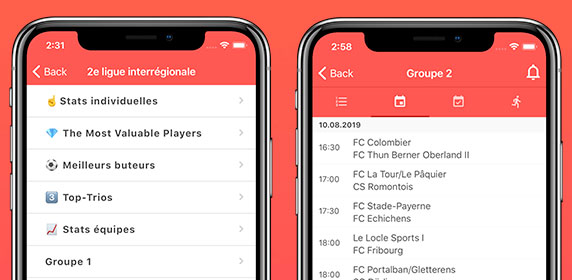 2:31
Back
2e ligue interrégionale
☝️Stats individuelles
💎 The Most Valuable Players
⚽ Meilleurs buteurs
3️⃣ Top-Trios
📈 Stats équipes
Groupe 1
2:58
Back
Groupe 2
10.08.2019
16:30 FC Colombier
FC Thun Berner Oberland II
17:00 FC La Tour/Le Pâquier
CS Romontois
17:30 FC Stade-Payerne
FC Echichens
18:00 Le Locle Sports I
FC Fribourg
18:00 FC Portalban/Gletterens